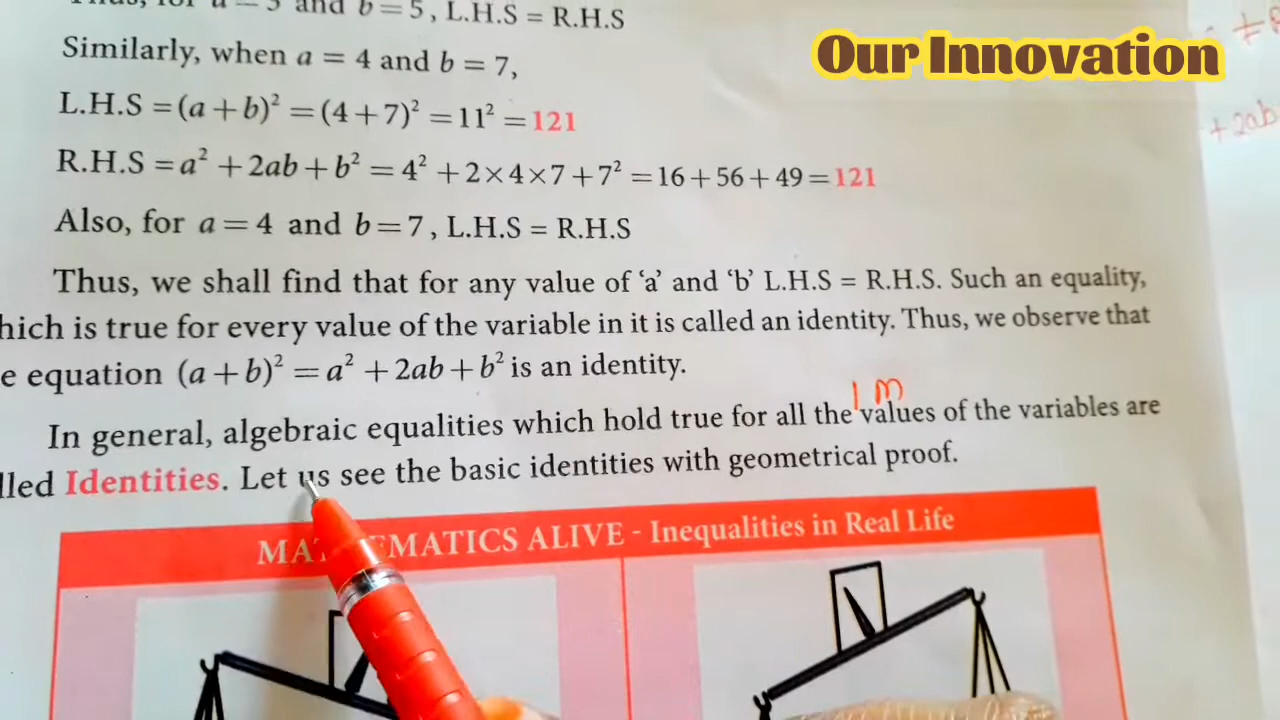 and b = 5, L.H.S = R.H.S
Our Innovation
Similarly, when a = 4 and b = 7,
L.H.S = (a + b)² = (4 + 7)² = 11² = 121
+ 2ab
R.H.S = a² + 2ab + b² = 4² + 2×4×7 + 7² = 16 + 56 + 49 = 121
Also, for a = 4 and b = 7, L.H.S = R.H.S
Thus, we shall find that for any value of ‘a’ and ‘b’ L.H.S = R.H.S. Such an equality,
hich is true for every value of the variable in it is called an identity. Thus, we observe that
e equation (a + b)² = a² + 2ab + b² is an identity.
1 m
In general, algebraic equalities which hold true for all the values of the variables are
lled Identities. Let us see the basic identities with geometrical proof.
MATHEMATICS ALIVE - Inequalities in Real Life